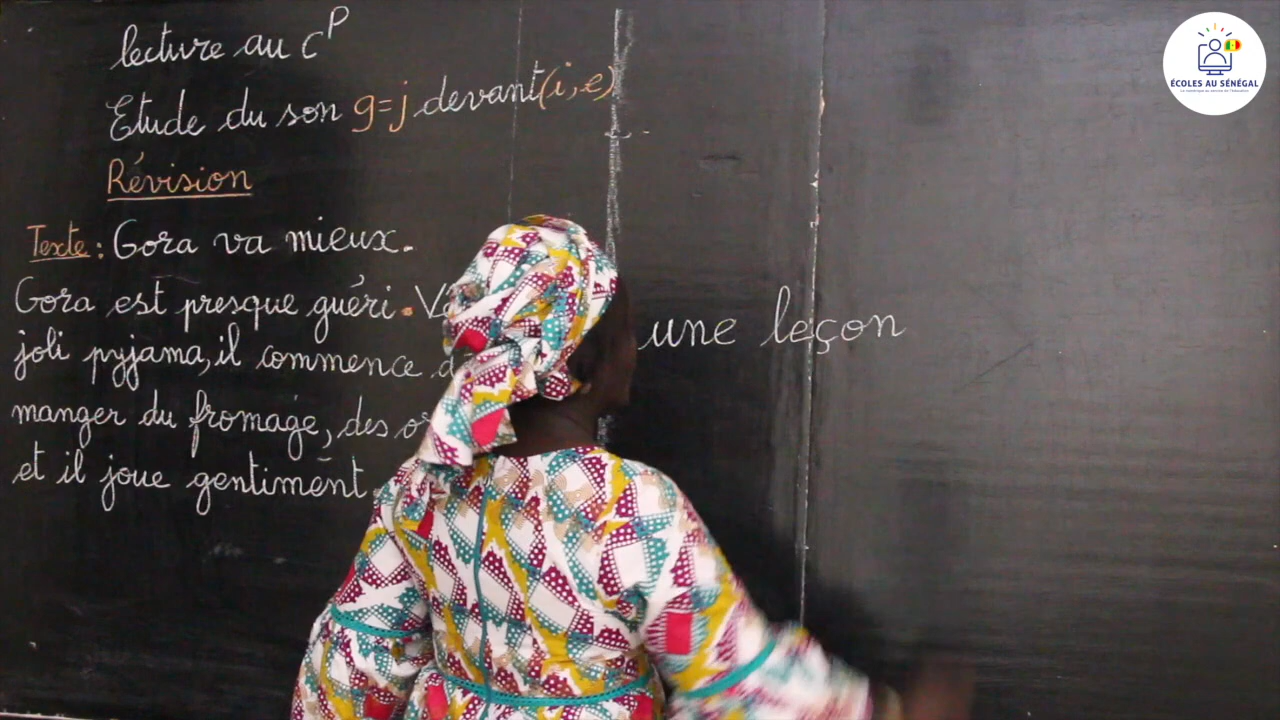 lecture au CP
Etude du son g=j devant (i, e)
Révision
Texte : Gora va mieux.
Gora est presque guéri.
joli pyjama, il commence
manger du fromage, des
et il joue gentiment.
une leçon
ÉCOLES AU SÉNÉGAL